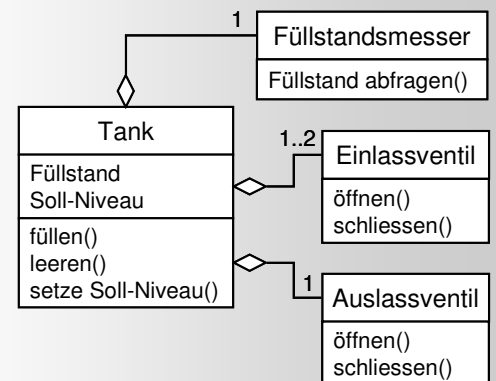 1
Füllstandsmesser
Füllstand abfragen()
Tank
Füllstand
Soll-Niveau
füllen()
leeren()
setze Soll-Niveau()
1..2
Einlassventil
öffnen()
schliessen()
1
Auslassventil
öffnen()
schliessen()